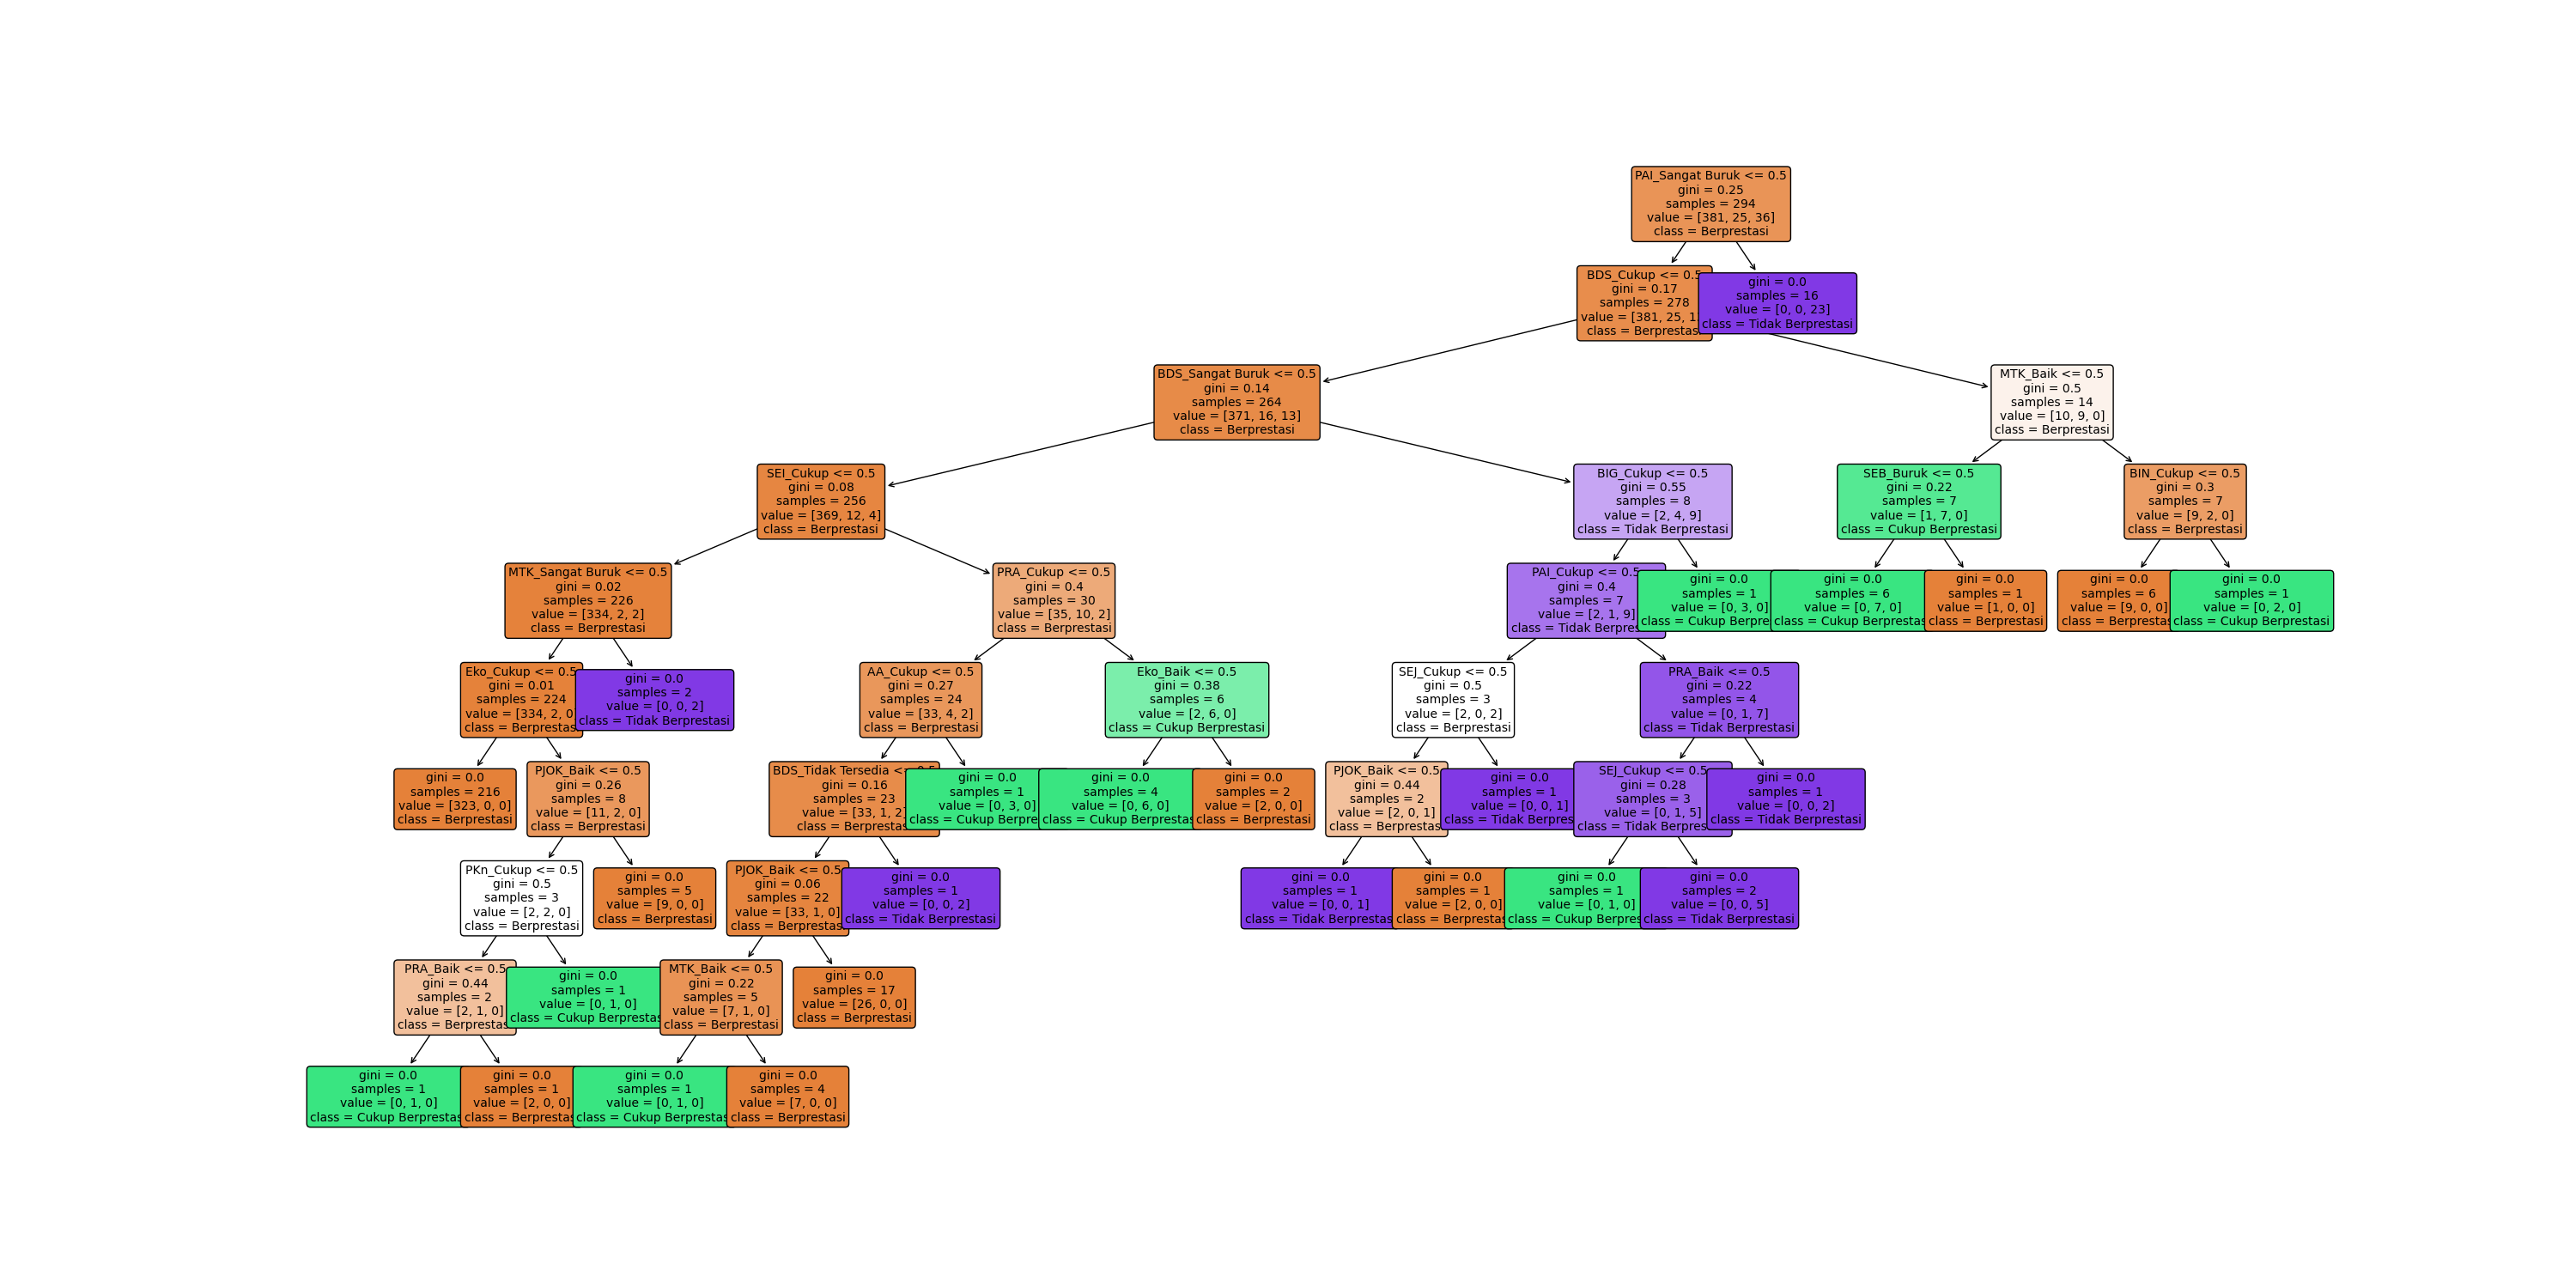 PAI_Sangat Buruk <= 0.5
gini = 0.25
samples = 294
value = [381, 25, 36]
class = Berprestasi
BDS_Cukup <= 0.5
gini = 0.17
samples = 278
value = [381, 25, 1
class = Berprestas
gini = 0.0
samples = 16
value = [0, 0, 23]
class = Tidak Berprestasi
BDS_Sangat Buruk <= 0.5
gini = 0.14
samples = 264
value = [371, 16, 13]
class = Berprestasi
MTK_Baik <= 0.5
gini = 0.5
samples = 14
value = [10, 9, 0]
class = Berprestasi
SEI_Cukup <= 0.5
gini = 0.08
samples = 256
value = [369, 12, 4]
class = Berprestasi
BIG_Cukup <= 0.5
gini = 0.55
samples = 8
value = [2, 4, 9]
class = Tidak Berprestasi
SEB_Buruk <= 0.5
gini = 0.22
samples = 7
value = [1, 7, 0]
class = Cukup Berprestasi
BIN_Cukup <= 0.5
gini = 0.3
samples = 7
value = [9, 2, 0]
class = Berprestasi
MTK_Sangat Buruk <= 0.5
gini = 0.02
samples = 226
value = [334, 2, 2]
class = Berprestasi
PRA_Cukup <= 0.5
gini = 0.4
samples = 30
value = [35, 10, 2]
class = Berprestasi
PAI_Cukup <= 0.5
gini = 0.4
samples = 7
value = [2, 1, 9]
class = Tidak Berpres
gini = 0.0
samples = 1
value = [0, 3, 0]
class = Cukup Berpre
gini = 0.0
samples = 6
value = [0, 7, 0]
class = Cukup Berprestas
gini = 0.0
samples = 1
value = [1, 0, 0]
class = Berprestasi
gini = 0.0
samples = 6
value = [9, 0, 0]
class = Berprestas
gini = 0.0
samples = 1
value = [0, 2, 0]
class = Cukup Berprestasi
Eko_Cukup <= 0.5
gini = 0.01
samples = 224
value = [334, 2, 0
class = Berprestas
gini = 0.0
samples = 2
value = [0, 0, 2]
class = Tidak Berprestasi
AA_Cukup <= 0.5
gini = 0.27
samples = 24
value = [33, 4, 2]
class = Berprestasi
Eko_Baik <= 0.5
gini = 0.38
samples = 6
value = [2, 6, 0]
class = Cukup Berprestasi
SEJ_Cukup <= 0.5
gini = 0.5
samples = 3
value = [2, 0, 2]
class = Berprestasi
PRA_Baik <= 0.5
gini = 0.22
samples = 4
value = [0, 1, 7]
class = Tidak Berprestasi
gini = 0.0
samples = 216
value = [323, 0, 0]
class = Berprestasi
PJOK_Baik <= 0.5
gini = 0.26
samples = 8
value = [11, 2, 0]
class = Berprestasi
BDS_Tidak Tersedia <= 0.5
gini = 0.16
samples = 23
value = [33, 1, 2]
class = Berprestas
gini = 0.0
samples = 1
value = [0, 3, 0]
class = Cukup Berpre
gini = 0.0
samples = 4
value = [0, 6, 0]
class = Cukup Berprestas
gini = 0.0
samples = 2
value = [2, 0, 0]
class = Berprestasi
PJOK_Baik <= 0.5
gini = 0.44
samples = 2
value = [2, 0, 1]
class = Berprestas
gini = 0.0
samples = 1
value = [0, 0, 1]
class = Tidak Berpres
SEJ_Cukup <= 0.5
gini = 0.28
samples = 3
value = [0, 1, 5]
class = Tidak Berpres
gini = 0.0
samples = 1
value = [0, 0, 2]
class = Tidak Berprestasi
PKn_Cukup <= 0.5
gini = 0.5
samples = 3
value = [2, 2, 0]
class = Berprestasi
gini = 0.0
samples = 5
value = [9, 0, 0]
class = Berprestasi
PJOK_Baik <= 0.5
gini = 0.06
samples = 22
value = [33, 1, 0]
class = Berprestas
gini = 0.0
samples = 1
value = [0, 0, 2]
class = Tidak Berprestasi
gini = 0.0
samples = 1
value = [0, 0, 1]
class = Tidak Berprestas
gini = 0.0
samples = 1
value = [2, 0, 0]
class = Berprestas
gini = 0.0
samples = 1
value = [0, 1, 0]
class = Cukup Berpres
gini = 0.0
samples = 2
value = [0, 0, 5]
class = Tidak Berprestasi
PRA_Baik <= 0.5
gini = 0.44
samples = 2
value = [2, 1, 0]
class = Berprestas
gini = 0.0
samples = 1
value = [0, 1, 0]
class = Cukup Berprestas
MTK_Baik <= 0.5
gini = 0.22
samples = 5
value = [7, 1, 0]
class = Berprestasi
gini = 0.0
samples = 17
value = [26, 0, 0]
class = Berprestasi
gini = 0.0
samples = 1
value = [0, 1, 0]
class = Cukup Berprestas
gini = 0.0
samples = 1
value = [2, 0, 0]
class = Berprestas
gini = 0.0
samples = 1
value = [0, 1, 0]
class = Cukup Berprestas
gini = 0.0
samples = 4
value = [7, 0, 0]
class = Berprestasi